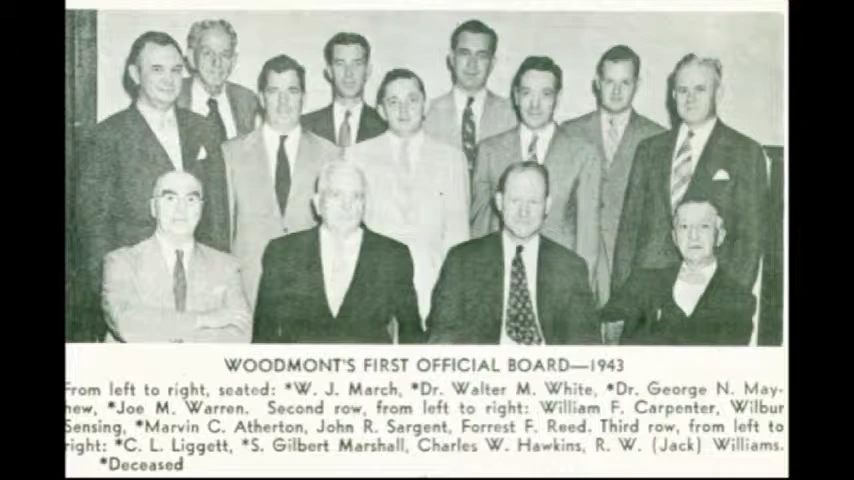 WOODMONT'S FIRST OFFICIAL BOARD—1943
From left to right, seated: *W. J. March, *Dr. Walter M. White, *Dr. George N. May-
hew, *Joe M. Warren. Second row, from left to right: William F. Carpenter, Wilbur
Sensing, *Marvin C. Atherton, John R. Sargent, Forrest F. Reed. Third row, from left to
right: *C. L. Liggett, *S. Gilbert Marshall, Charles W. Hawkins, R. W. (Jack) Williams.
*Deceased